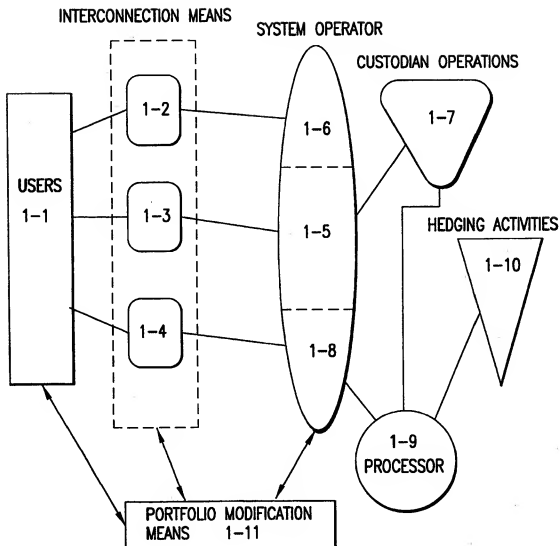 INTERCONNECTION MEANS
SYSTEM OPERATOR
CUSTODIAN OPERATIONS
1-2
1-6
1-7
USERS
1-1
1-3
1-5
HEDGING ACTIVITIES
1-10
1-4
1-8
1-9
PROCESSOR
PORTFOLIO MODIFICATION
MEANS 1-11